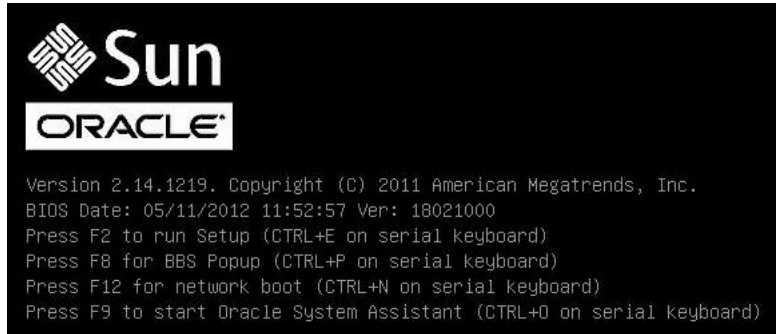 Sun
ORACLE
Version 2.14.1219. Copyright (C) 2011 American Megatrends, Inc.
BIOS Date: 05/11/2012 11:52:57 Ver: 18021000
Press F2 to run Setup (CTRL+E on serial keyboard)
Press F8 for BBS Popup (CTRL+P on serial keyboard)
Press F12 for network boot (CTRL+N on serial keyboard)
Press F9 to start Oracle System Assistant (CTRL+O on serial keyboard)